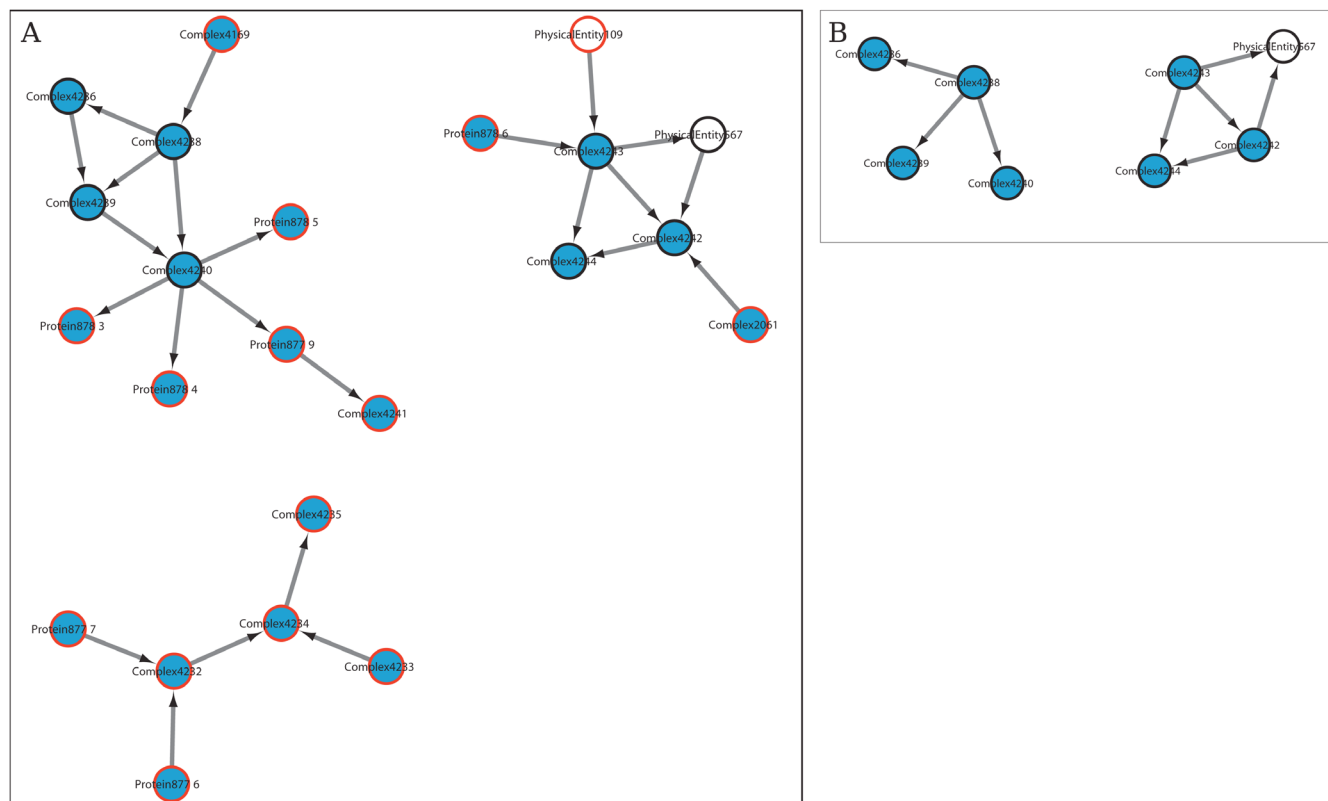 A
Complex4169
PhysicalEntity109
Complex4236
Protein878 6
Complex4238
Complex4243
PhysicalEntity567
Complex4239
Protein878 5
Complex4242
Complex4244
Complex4240
Protein878 3
Complex2061
Protein877 9
Protein878 4
Complex4241
Complex4235
Complex4234
Protein877 7
Complex4232
Complex4233
Protein877 6
B
Complex4236
PhysicalEntity567
Complex4243
Complex4238
Complex4242
Complex4239
Complex4244
Complex4240